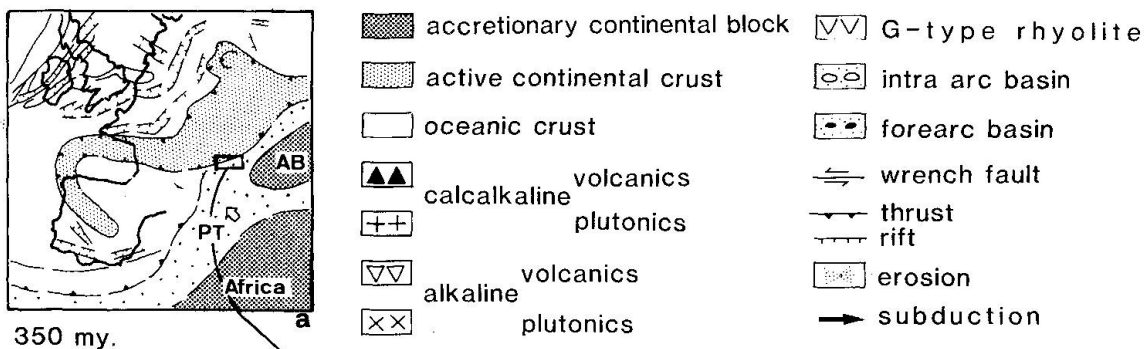 AB
PT
Africa
a
350 my.
accretionary continental block
active continental crust
oceanic crust
calcalkaline volcanics
plutonics
alkaline volcanics
plutonics
G-type rhyolite
intra arc basin
forearc basin
wrench fault
thrust
rift
erosion
subduction